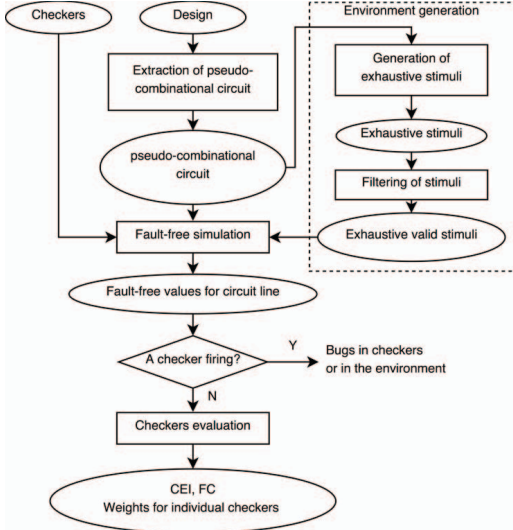 Checkers
Design
Environment generation
Extraction of pseudo-
combinational circuit
Generation of
exhaustive stimuli
pseudo-combinational
circuit
Exhaustive stimuli
Filtering of stimuli
Fault-free simulation
Exhaustive valid stimuli
Fault-free values for circuit line
A checker firing?
Y
Bugs in checkers
or in the environment
N
Checkers evaluation
CEI, FC
Weights for individual checkers